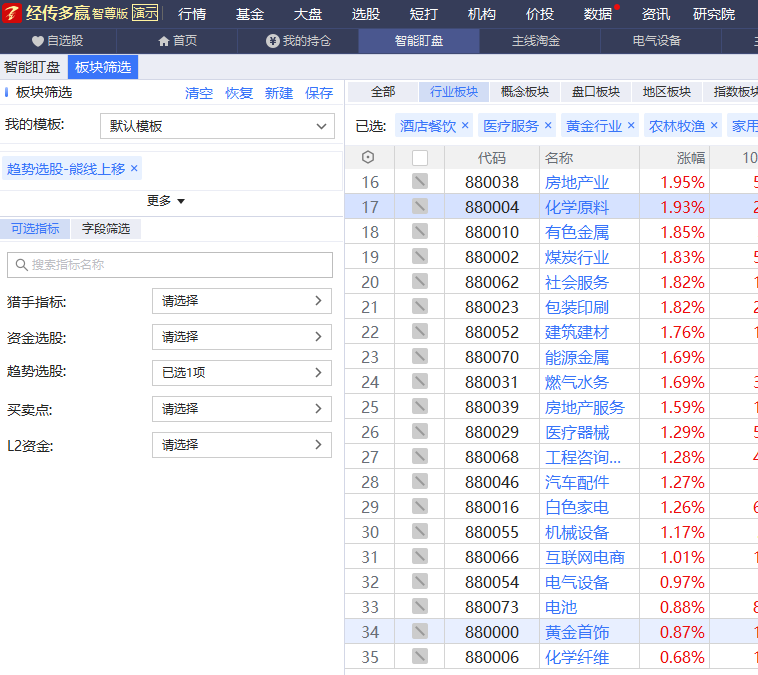 经传多赢 智尊版 演示 行情 基金 大盘 选股 短打 机构 价投 数据 资讯 研究院
自选股 首页 我的持仓 智能盯盘 主线淘金 电气设备
智能盯盘 板块筛选
板块筛选 清空 恢复 新建 保存
我的模板: 默认模板
趋势选股-熊线上移 ×
更多
可选指标 字段筛选
搜索指标名称
猎手指标: 请选择
资金选股: 请选择
趋势选股: 已选1项
买卖点: 请选择
L2资金: 请选择
全部 行业板块 概念板块 盘口板块 地区板块 指数板块
已选: 酒店餐饮 × 医疗服务 × 黄金行业 × 农林牧渔 × 家用
代码 名称 涨幅 10
16 880038 房地产业 1.95%
17 880004 化学原料 1.93%
18 880010 有色金属 1.85%
19 880002 煤炭行业 1.83%
20 880062 社会服务 1.82%
21 880023 包装印刷 1.82%
22 880052 建筑建材 1.76%
23 880070 能源金属 1.69%
24 880031 燃气水务 1.69%
25 880039 房地产服务 1.59%
26 880029 医疗器械 1.29%
27 880068 工程咨询... 1.28%
28 880046 汽车配件 1.27%
29 880016 白色家电 1.26%
30 880055 机械设备 1.17%
31 880066 互联网电商 1.01%
32 880054 电气设备 0.97%
33 880073 电池 0.88%
34 880000 黄金首饰 0.87%
35 880006 化学纤维 0.68%